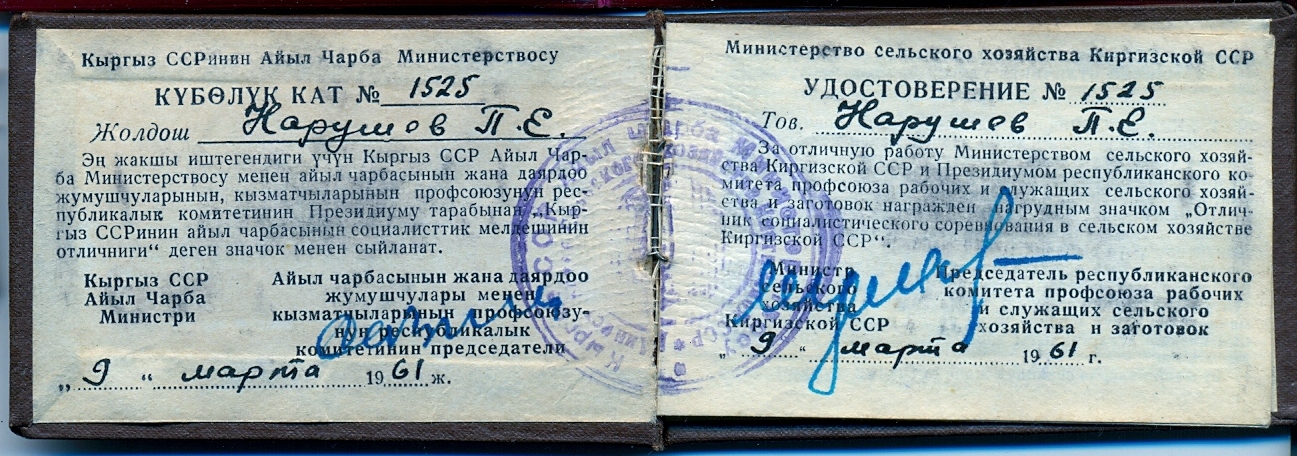 Кыргыз ССРинин Айыл Чарба Министерствосу
КҮБӨЛҮК КАТ № 1525
Жолдош Нарушев П.Е.
Эң жакшы иштегендиги үчүн Кыргыз ССР Айыл Чар-
ба Министерствосу менен айыл чарбасынын жана даярдоо
жумушчуларынын, кызматчыларынын профсоюзунун рес-
публикалык комитетинин Президиуму тарабынан „Кыр-
гыз ССРинин айыл чарбасынын социалисттик мелдешинин
отличниги“ деген значок менен сыйланат.
Кыргыз ССР
Айыл Чарба
Министри
Айыл чарбасынын жана даярдоо
жумушчулары менен
кызматчыларынын профсоюзу-
нун республикалык
комитетинин председатели
„ 9 “ марта 1961 ж.
Министерство сельского хозяйства Киргизской ССР
УДОСТОВЕРЕНИЕ № 1525
Тов. Нарушев П.Е.
За отличную работу Министерством сельского хозяй-
ства Киргизской ССР и Президиумом республиканского ко-
митета профсоюза рабочих и служащих сельского хозяй-
ства и заготовок награжден нагрудным значком „Отлич-
ник социалистического соревнования в сельском хозяйстве
Киргизской ССР“.
Министр
сельского
хозяйства
Киргизской ССР
Председатель республиканского
комитета профсоюза рабочих
и служащих сельского
хозяйства и заготовок
„ 9 “ марта 1961 г.